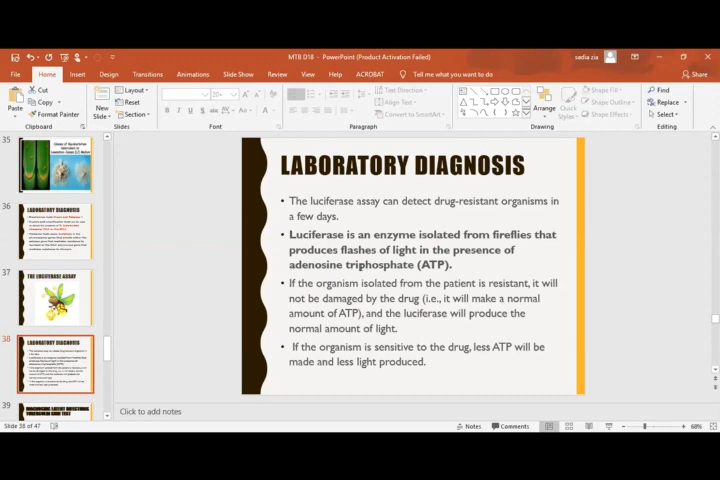 MTB D18 - PowerPoint (Product Activation Failed)
sadia zia
File Home Insert Design Transitions Animations Slide Show Review View Help ACROBAT Tell me what you want to do
Share
Paste
Cut
Copy
Format Painter
Clipboard
New Slide
Layout
Reset
Section
Slides
20
Font
Text Direction
Align Text
Convert to SmartArt
Paragraph
Arrange
Quick Styles
Shape Fill
Shape Outline
Shape Effects
Drawing
Find
Replace
Select
Editing
35
36
LABORATORY DIAGNOSIS
37
THE LUCIFERASE ASSAY
38
LABORATORY DIAGNOSIS
39
LABORATORY DIAGNOSIS
• The luciferase assay can detect drug-resistant organisms in
a few days.
• Luciferase is an enzyme isolated from fireflies that
produces flashes of light in the presence of
adenosine triphosphate (ATP).
• If the organism isolated from the patient is resistant, it will
not be damaged by the drug (i.e., it will make a normal
amount of ATP), and the luciferase will produce the
normal amount of light.
• If the organism is sensitive to the drug, less ATP will be
made and less light produced.
Click to add notes
Slide 38 of 47
Notes
Comments
68%